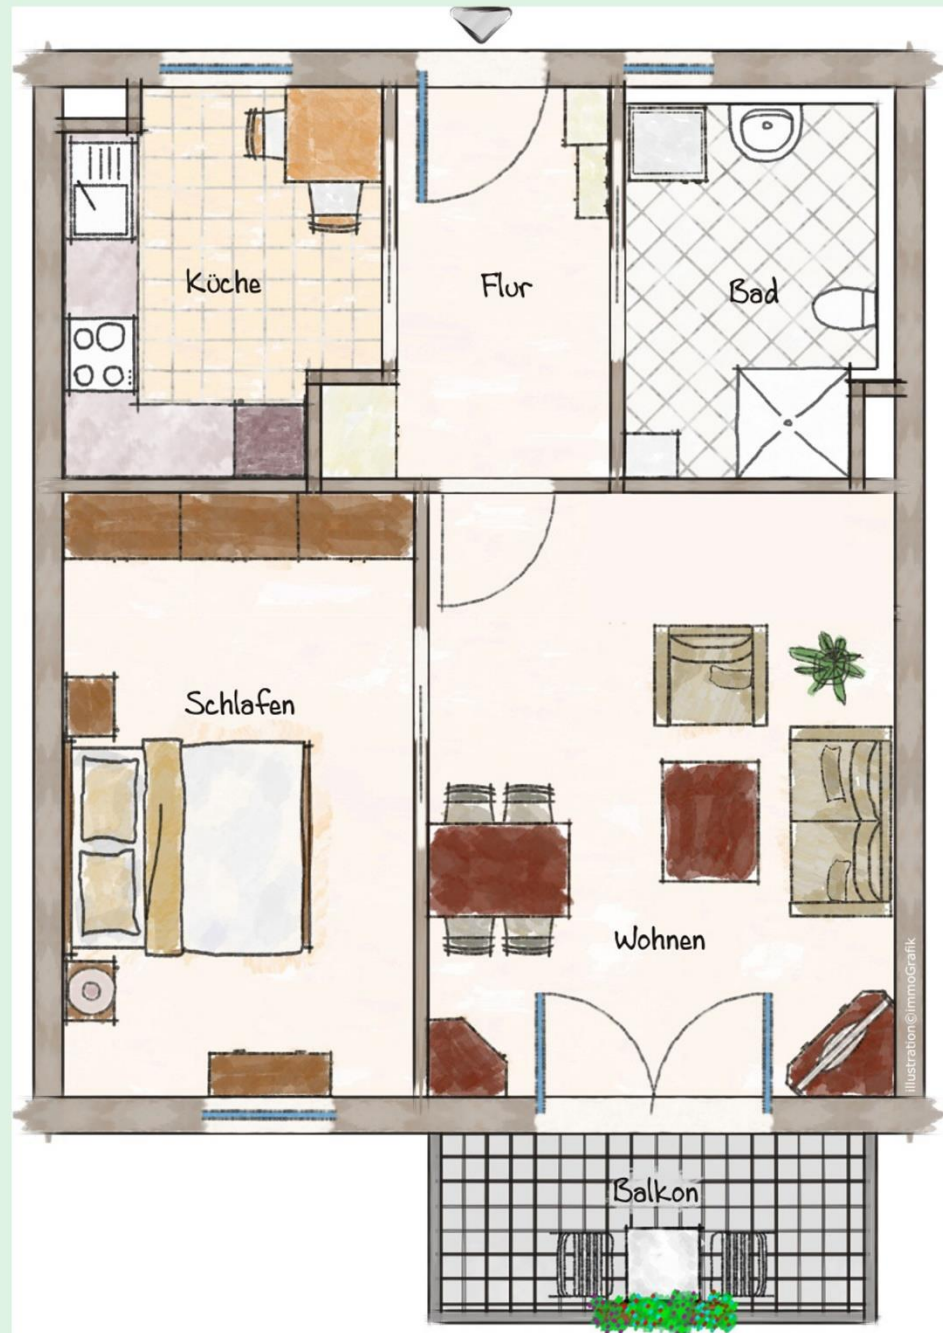 Küche
Flur
Bad
Schlafen
Wohnen
illustration©immoGrafik
Balkon